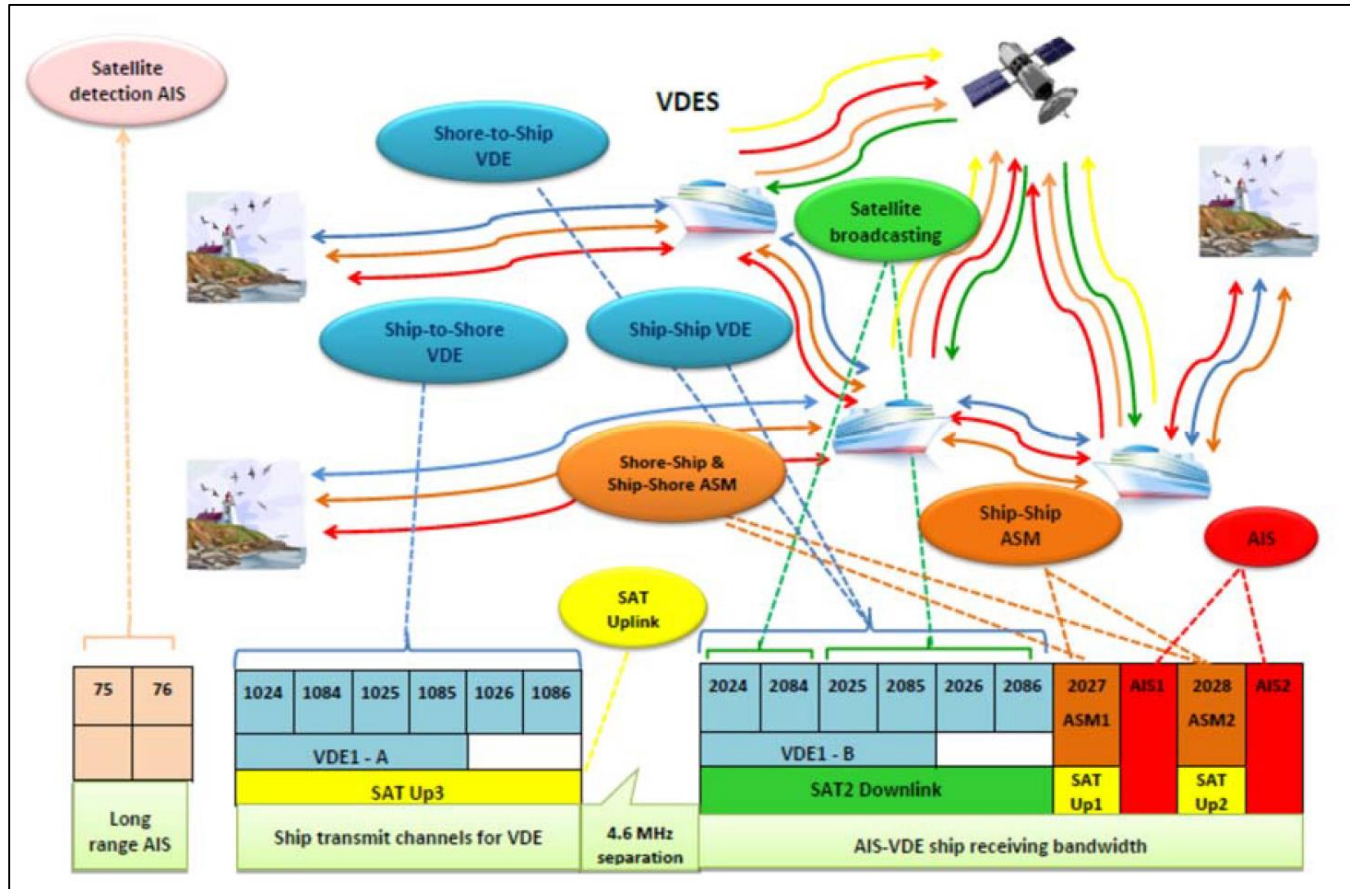 Satellite
detection AIS
VDES
Shore-to-Ship
VDE
Satellite
broadcasting
Ship-to-Shore
VDE
Ship-Ship VDE
Shore-Ship &
Ship-Shore ASM
Ship-Ship
ASM
AIS
SAT
Uplink
75 76
1024 1084 1025 1085 1026 1086
2024 2084 2025 2085 2026 2086 2027 AIS1 2028 AIS2
ASM1 ASM2
VDE1 - A
VDE1 - B
SAT Up3
SAT2 Downlink
SAT
Up1
SAT
Up2
Long
range AIS
Ship transmit channels for VDE
4.6 MHz
separation
AIS-VDE ship receiving bandwidth